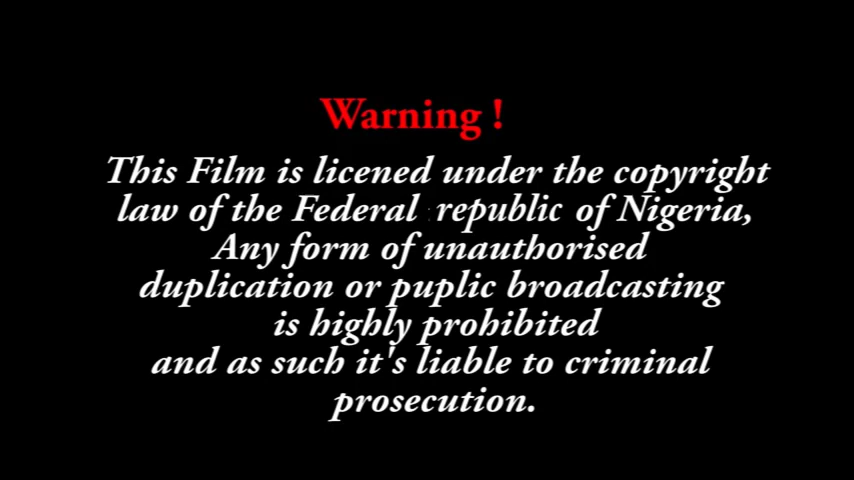 Warning !
This Film is licened under the copyright
law of the Federal republic of Nigeria,
Any form of unauthorised
duplication or puplic broadcasting
is highly prohibited
and as such it's liable to criminal
prosecution.